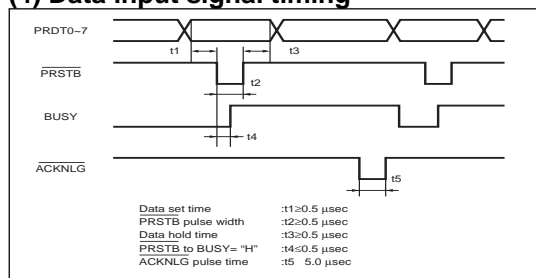 (4) Data input signal timing
PRDT0~7
t1
t3
PRSTB
t2
BUSY
t4
ACKNLG
t5
Data set time :t1≥0.5 µsec
PRSTB pulse width :t2≥0.5 µsec
Data hold time :t3≥0.5 µsec
PRSTB to BUSY= “H” :t4≤0.5 µsec
ACKNLG pulse time :t5 5.0 µsec